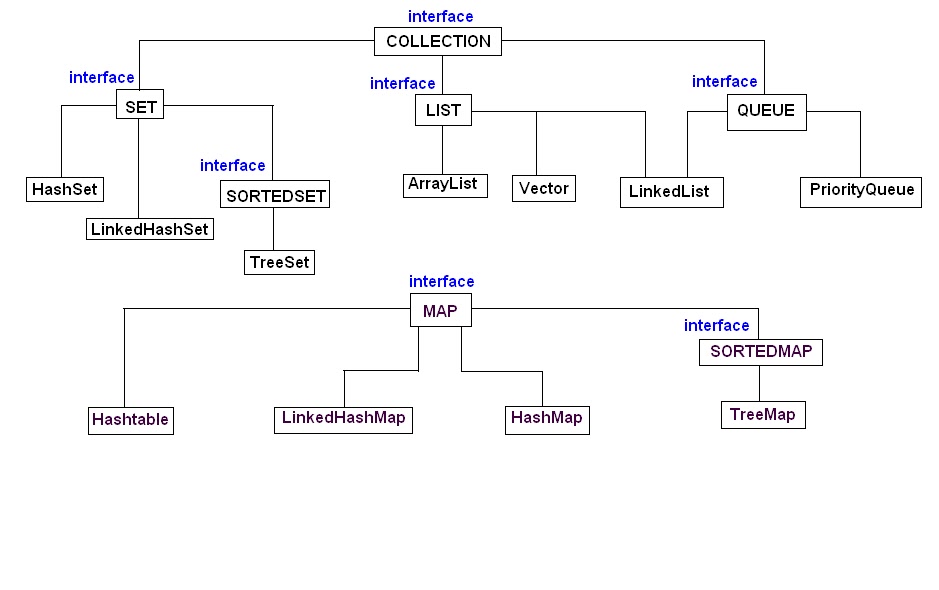 interface
COLLECTION
interface
SET
interface
LIST
interface
QUEUE
HashSet
LinkedHashSet
interface
SORTEDSET
TreeSet
ArrayList
Vector
LinkedList
PriorityQueue
interface
MAP
interface
SORTEDMAP
Hashtable
LinkedHashMap
HashMap
TreeMap